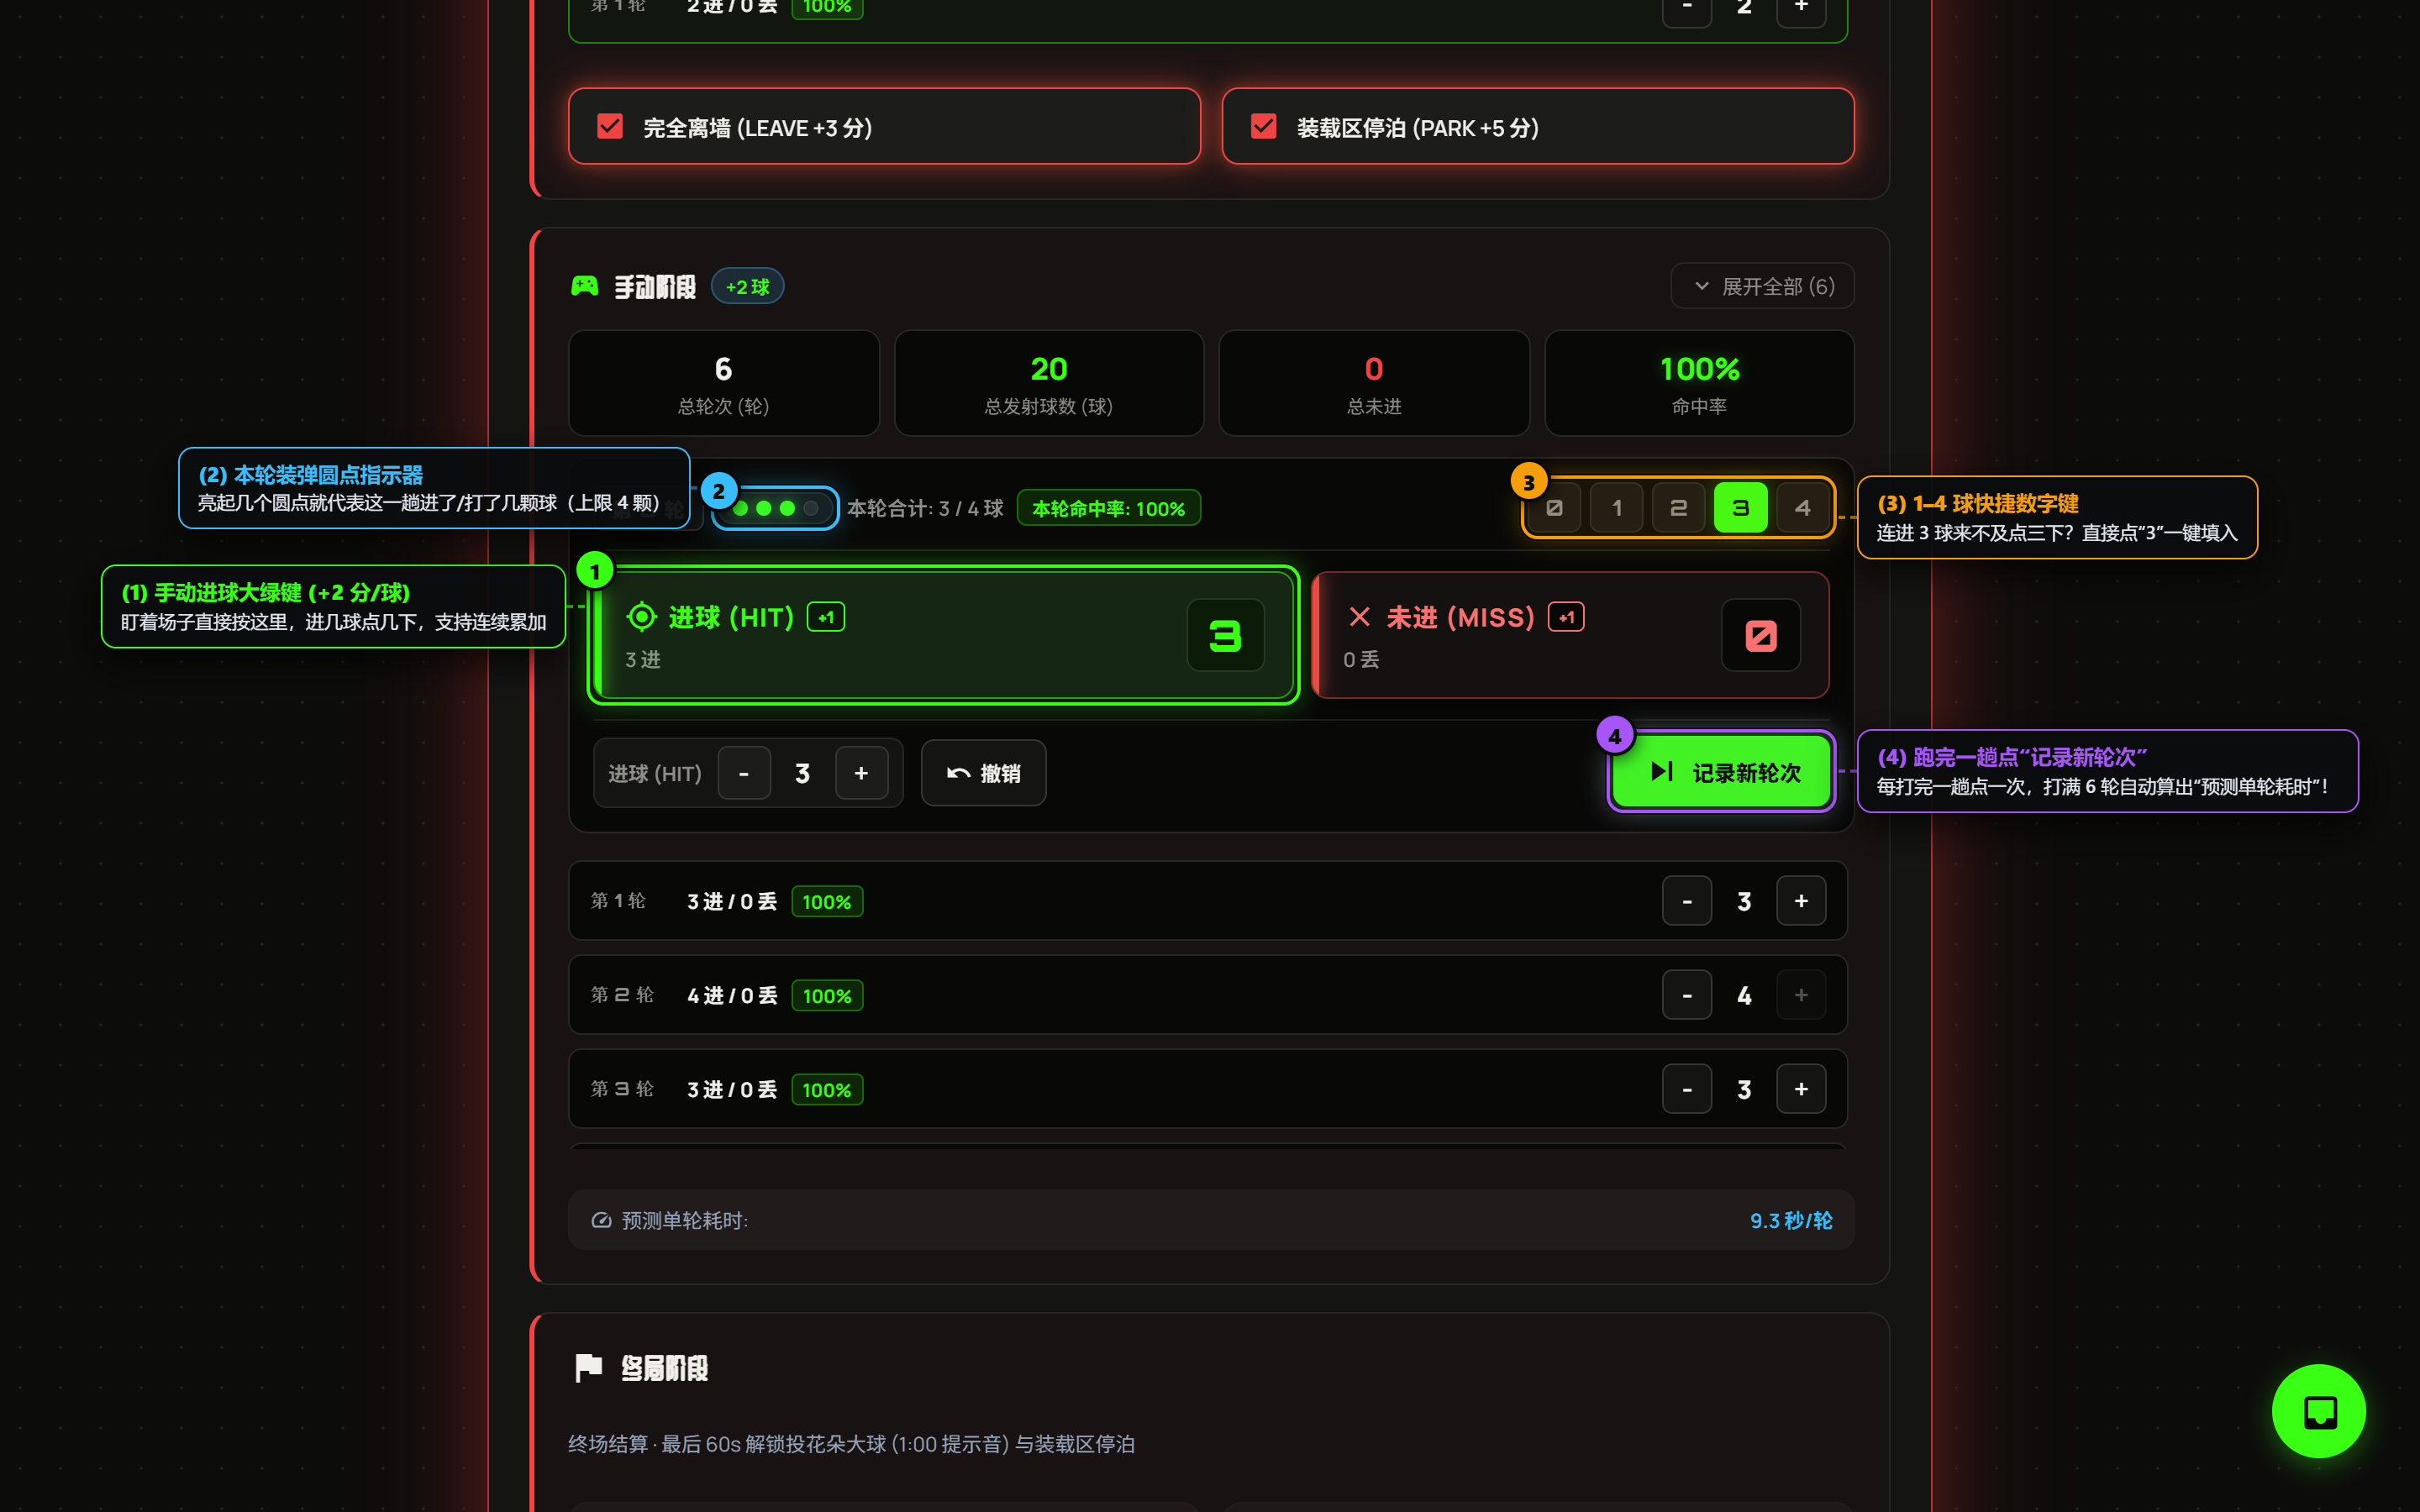 第 1 轮 2 进 / 0 丢 100% - 2 +
完全离墙 (LEAVE +3 分)
装载区停泊 (PARK +5 分)
手动阶段 +2 球
展开全部 (6)
6
总轮次 (轮)
20
总发射球数 (球)
0
总未进
100%
命中率
(2) 本轮装弹圆点指示器
亮起几个圆点就代表这一趟进了/打了几颗球（上限 4 颗）
2
轮
本轮合计: 3 / 4 球
本轮命中率: 100%
3
0 1 2 3 4
(3) 1–4 球快捷数字键
连进 3 球来不及点三下？直接点“3”一键填入
(1) 手动进球大绿键 (+2 分/球)
盯着场子直接按这里，进几球点几下，支持连续累加
1
进球 (HIT) +1
3 进
3
未进 (MISS) +1
0 丢
0
进球 (HIT) - 3 +
撤销
4
记录新轮次
(4) 跑完一趟点“记录新轮次”
每打完一趟点一次，打满 6 轮自动算出“预测单轮耗时”！
第 1 轮 3 进 / 0 丢 100% - 3 +
第 2 轮 4 进 / 0 丢 100% - 4 +
第 3 轮 3 进 / 0 丢 100% - 3 +
预测单轮耗时: 9.3 秒/轮
终局阶段
终场结算 · 最后 60s 解锁投花朵大球 (1:00 提示音) 与装载区停泊